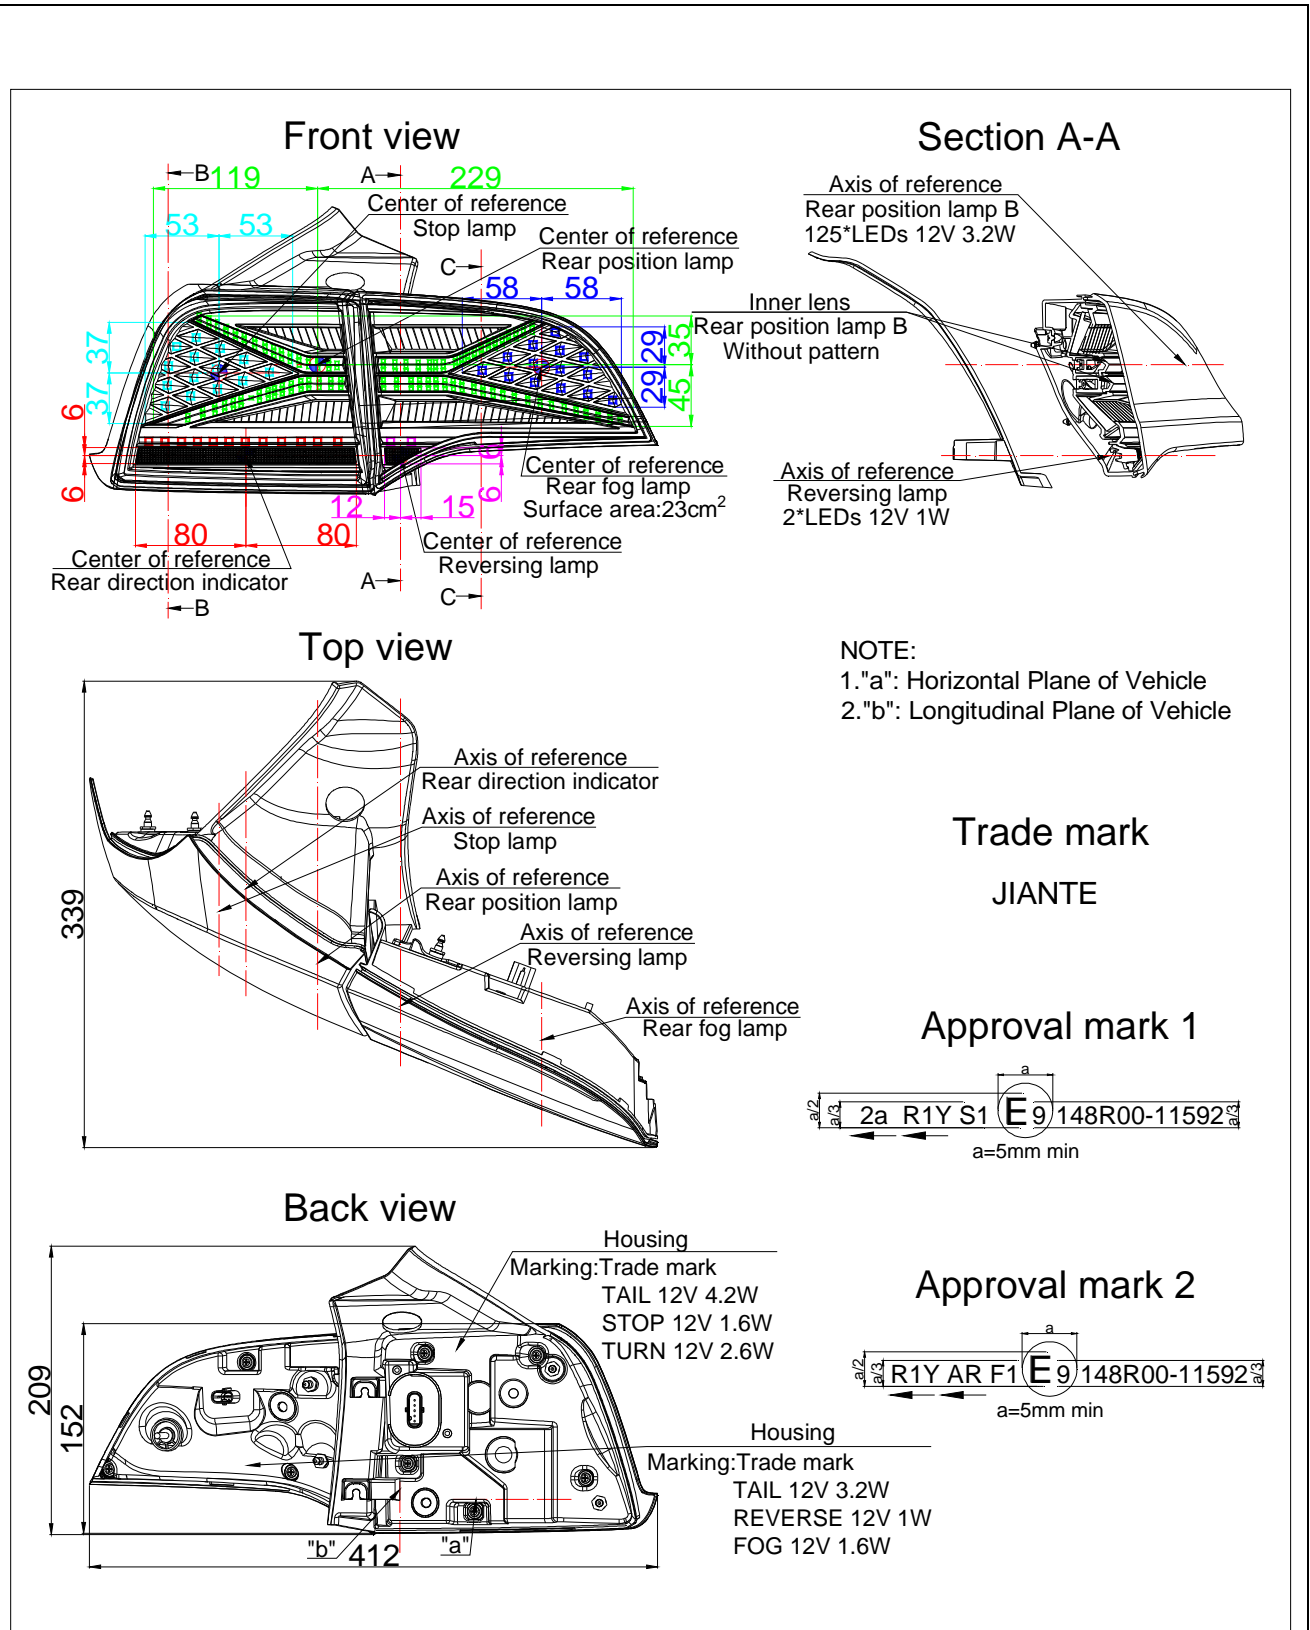 Front view
Section A-A
B
119
A
229
Center of reference
Stop lamp
53
53
Center of reference
Rear position lamp
C
58
58
37
37
29
29
35
45
6
6
6
6
Center of reference
Rear fog lamp
Surface area:23cm²
12
15
80
80
Center of reference
Reversing lamp
Center of reference
Rear direction indicator
A
C
B
Axis of reference
Rear position lamp B
125*LEDs 12V 3.2W
Inner lens
Rear position lamp B
Without pattern
Axis of reference
Reversing lamp
2*LEDs 12V 1W
Top view
NOTE:
1."a": Horizontal Plane of Vehicle
2."b": Longitudinal Plane of Vehicle
339
Axis of reference
Rear direction indicator
Axis of reference
Stop lamp
Axis of reference
Rear position lamp
Axis of reference
Reversing lamp
Axis of reference
Rear fog lamp
Trade mark
JIANTE
Approval mark 1
a
a/2
a/3
2a R1Y S1 E 9 148R00-11592
a/3
a=5mm min
Back view
209
152
412
"b"
"a"
Housing
Marking:Trade mark
TAIL 12V 4.2W
STOP 12V 1.6W
TURN 12V 2.6W
Housing
Marking:Trade mark
TAIL 12V 3.2W
REVERSE 12V 1W
FOG 12V 1.6W
Approval mark 2
a
a/2
a/3
R1Y AR F1 E 9 148R00-11592
a/3
a=5mm min